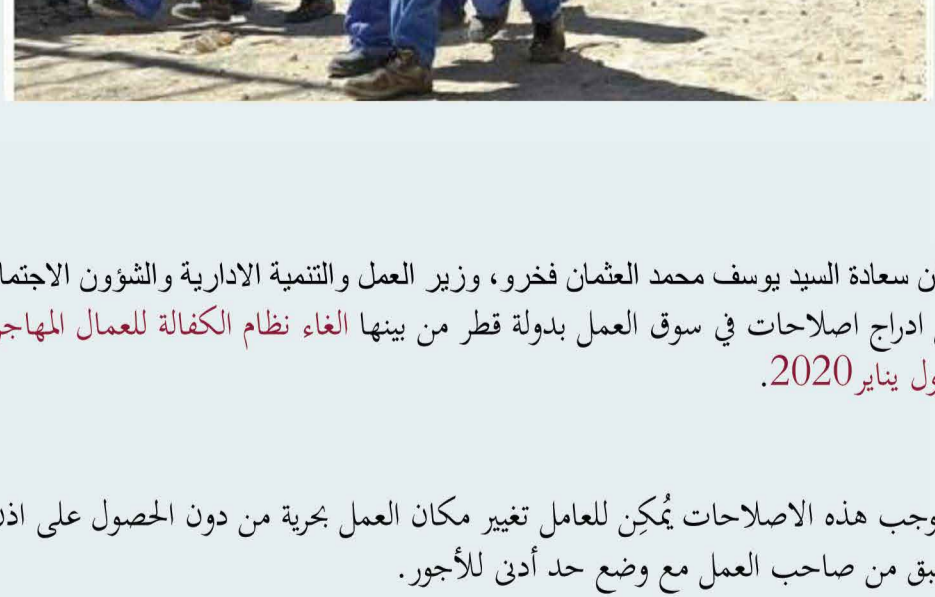 سعادة السيد يوسف محمد العثمان فخرو، وزير العمل والتنمية الادارية والشؤون
ادراج اصلاحات في سوق العمل بدولة قطر من بينها الغاء نظام الكفالة للعمال
يناير2020.
هذه الاصلاحات يُمكِن للعامل تغيير مكان العمل بحرية من دون الحصول على
من صاحب العمل مع وضع حد أدنى للأجور.